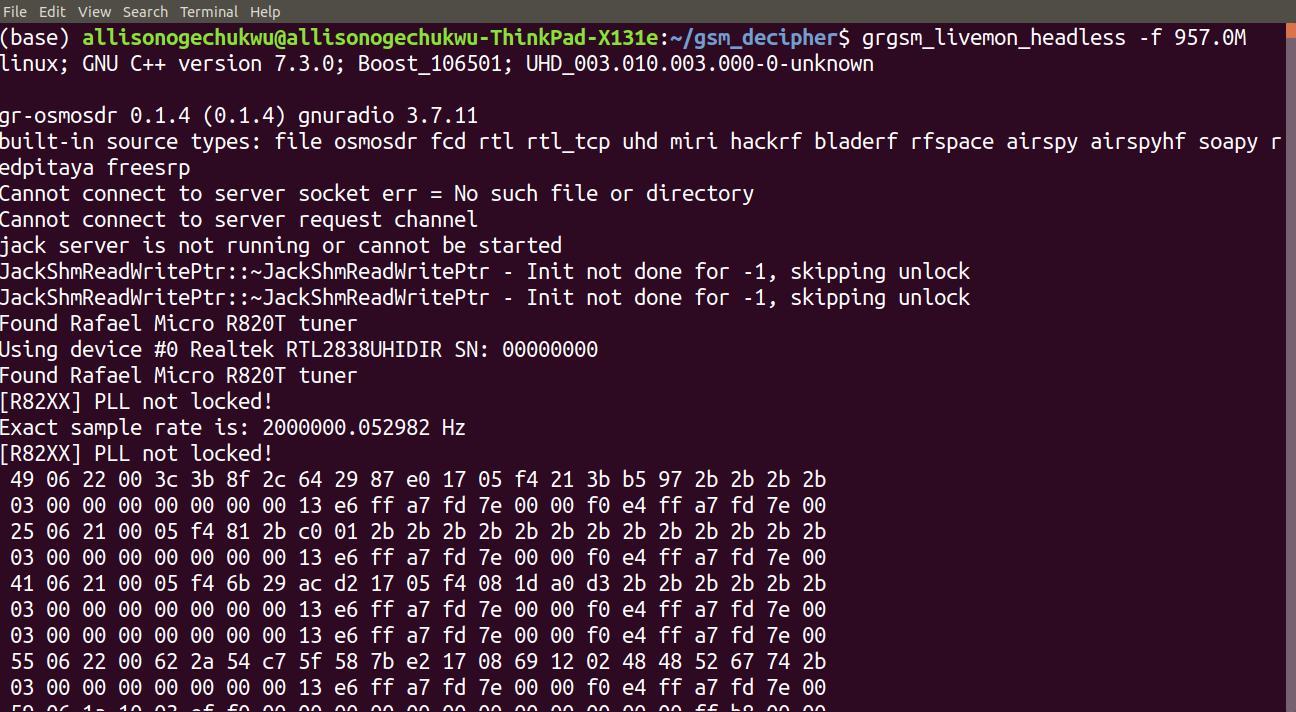 File Edit View Search Terminal Help
(base) allisonogechukwu@allisonogechukwu-ThinkPad-X131e:~/gsm_decipher$ grgsm_livemon_headless -f 957.0M
linux; GNU C++ version 7.3.0; Boost_106501; UHD_003.010.003.000-0-unknown
gr-osmosdr 0.1.4 (0.1.4) gnuradio 3.7.11
built-in source types: file osmosdr fcd rtl rtl_tcp uhd miri hackrf bladerf rfspace airspy airspyhf soapy r
edpitaya freesrp
Cannot connect to server socket err = No such file or directory
Cannot connect to server request channel
jack server is not running or cannot be started
JackShmReadWritePtr::~JackShmReadWritePtr - Init not done for -1, skipping unlock
JackShmReadWritePtr::~JackShmReadWritePtr - Init not done for -1, skipping unlock
Found Rafael Micro R820T tuner
Using device #0 Realtek RTL2838UHIDIR SN: 00000000
Found Rafael Micro R820T tuner
[R82XX] PLL not locked!
Exact sample rate is: 2000000.052982 Hz
[R82XX] PLL not locked!
49 06 22 00 3c 3b 8f 2c 64 29 87 e0 17 05 f4 21 3b b5 97 2b 2b 2b 2b
03 00 00 00 00 00 00 00 13 e6 ff a7 fd 7e 00 00 f0 e4 ff a7 fd 7e 00
25 06 21 00 05 f4 81 2b c0 01 2b 2b 2b 2b 2b 2b 2b 2b 2b 2b 2b 2b 2b
03 00 00 00 00 00 00 00 13 e6 ff a7 fd 7e 00 00 f0 e4 ff a7 fd 7e 00
41 06 21 00 05 f4 6b 29 ac d2 17 05 f4 08 1d a0 d3 2b 2b 2b 2b 2b 2b
03 00 00 00 00 00 00 00 13 e6 ff a7 fd 7e 00 00 f0 e4 ff a7 fd 7e 00
03 00 00 00 00 00 00 00 13 e6 ff a7 fd 7e 00 00 f0 e4 ff a7 fd 7e 00
55 06 22 00 62 2a 54 c7 5f 58 7b e2 17 08 69 12 02 48 48 52 67 74 2b
03 00 00 00 00 00 00 00 13 e6 ff a7 fd 7e 00 00 f0 e4 ff a7 fd 7e 00